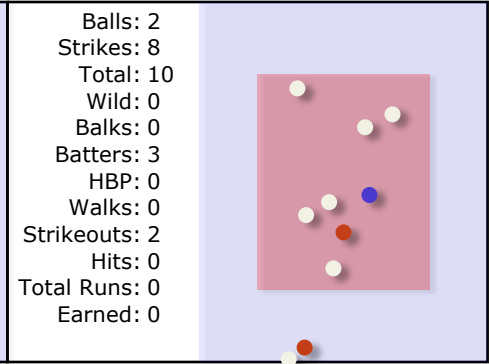 Balls: 2
Strikes: 8
Total: 10
Wild: 0
Balks: 0
Batters: 3
HBP: 0
Walks: 0
Strikeouts: 2
Hits: 0
Total Runs: 0
Earned: 0